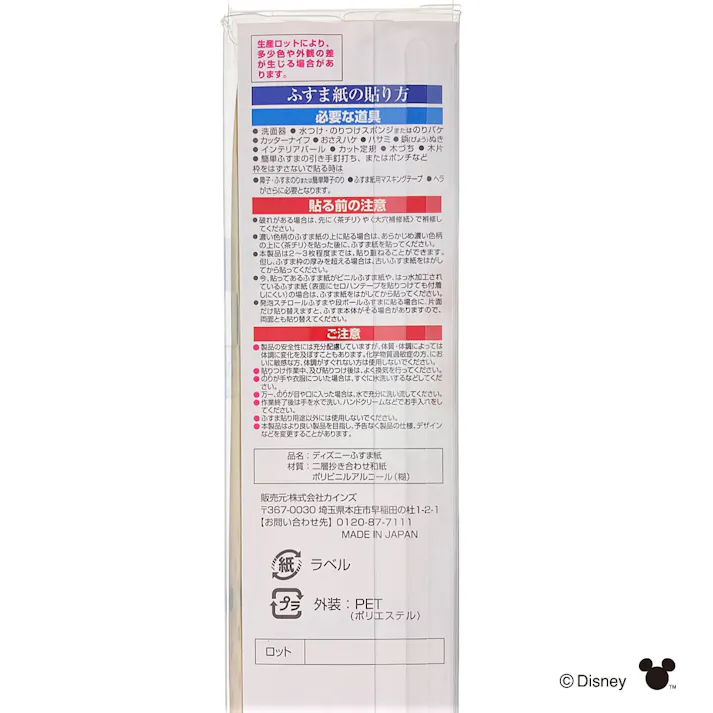 生産ロットにより、
多少色や外観の差
が生じる場合があ
ります。
ふすま紙の貼り方
必要な道具
●洗面器 ●水つけ・のりつけスポンジまたはのりバケ
●カッターナイフ ●おさえバケ ●ハサミ ●鋲(びょう)ぬき
●インテリアバール ●カット定規 ●木づち ●木片
●簡単ふすまの引き手釘打ち、またはポンチなど
枠をはずさないで貼る時は
●障子・ふすまのりまたは簡単障子のり ●ふすま紙用マスキングテープ ●ヘラ
がさらに必要となります。
貼る前の注意
●破れがある場合は、先に〈茶チリ〉や〈大穴補修紙〉で補修し
てください。
●濃い色柄のふすま紙の上に貼る場合は、あらかじめ濃い色柄
の上に〈茶チリ〉を貼った後に、ふすま紙を貼ってください。
●本製品は2〜3枚程度までは、貼り重ねることができます。
但し、ふすま枠の厚みを超える場合は、古いふすま紙をはがし
てから貼ってください。
●今、貼ってあるふすま紙がビニルふすま紙や、はっ水加工され
ているふすま紙(表面にセロハンテープを貼りつけても付着
しにくい)の場合は、ふすま紙をはがしてから貼ってください。
●発泡スチロールふすまや段ボールふすまに貼る場合に、片面
だけ貼り替えますと、ふすま本体がそる場合がありますので、
両面とも貼り替えてください。
ご注意
●製品の安全性には充分配慮していますが、体質・体調によっては
体調に変化を及ぼすこともあります。化学物質過敏症の方、にお
いに敏感な方、体調がすぐれない方は使用しないでください。
●貼りつけ作業中、及び貼りつけ後は、よく換気を行ってください。
●のりが手や衣服についた場合は、すぐに水洗いするなどしてくだ
さい。
●万一、のりが目や口に入った場合は、水で充分に洗い流してください。
●作業終了後は手を水で洗い、ハンドクリームなどでお手入れをし
てください。
●ふすま貼り用途以外には使用しないでください。
●本製品はより良い製品を目指し、予告なく製品の仕様、デザイン
などを変更することがあります。
品名：ディズニーふすま紙
材質：二層抄き合わせ和紙
ポリビニルアルコール(糊)
販売元:株式会社カインズ
〒367-0030 埼玉県本庄市早稲田の杜1-2-1
【お問い合わせ先】0120-87-7111
MADE IN JAPAN
紙 ラベル
プラ 外装：PET
(ポリエステル)
ロット
© Disney
TM